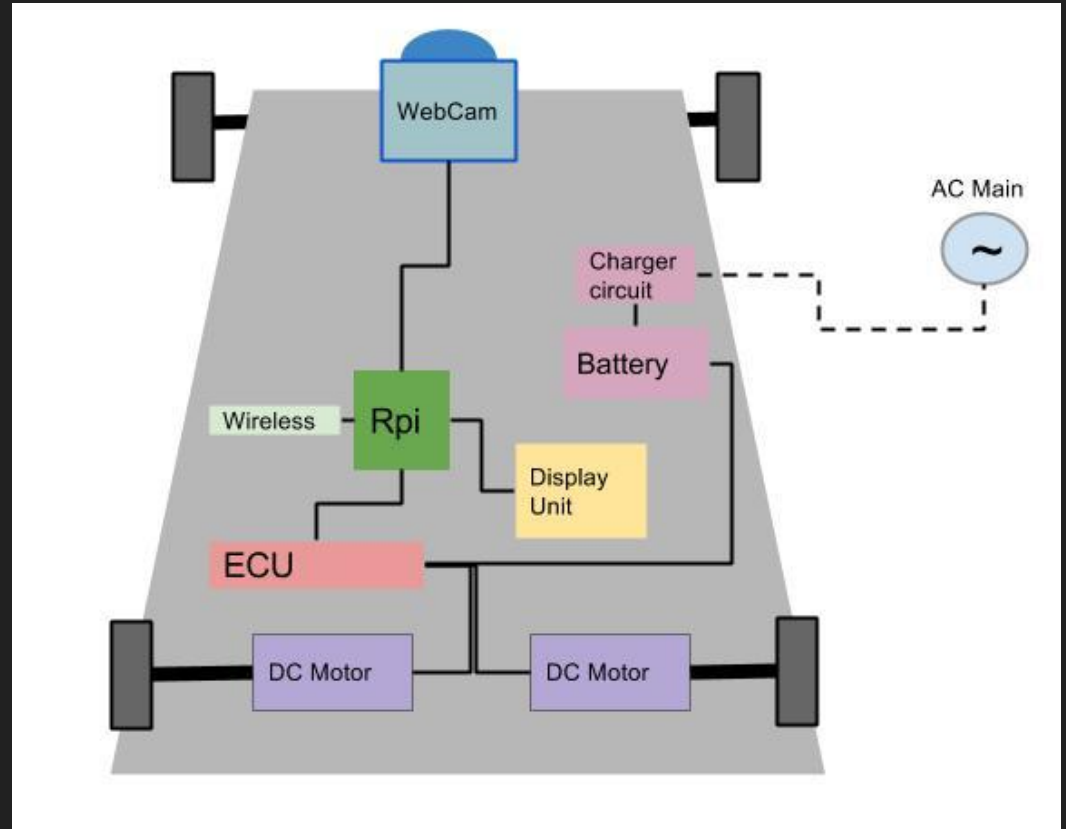 WebCam
AC Main
~
Charger
circuit
Battery
Wireless
Rpi
Display
Unit
ECU
DC Motor
DC Motor